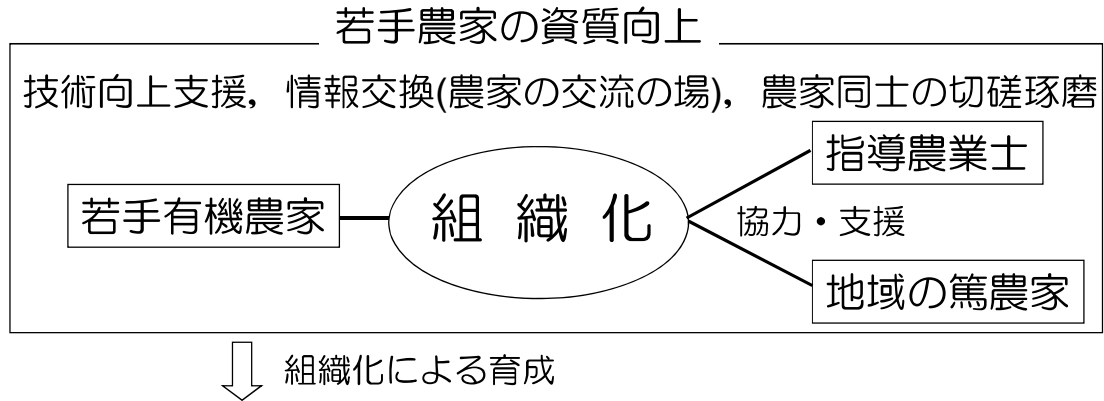 若手農家の資質向上
技術向上支援，情報交換(農家の交流の場)，農家同士の切磋琢磨
指導農業士
若手有機農家
組織化
協力・支援
地域の篤農家
組織化による育成